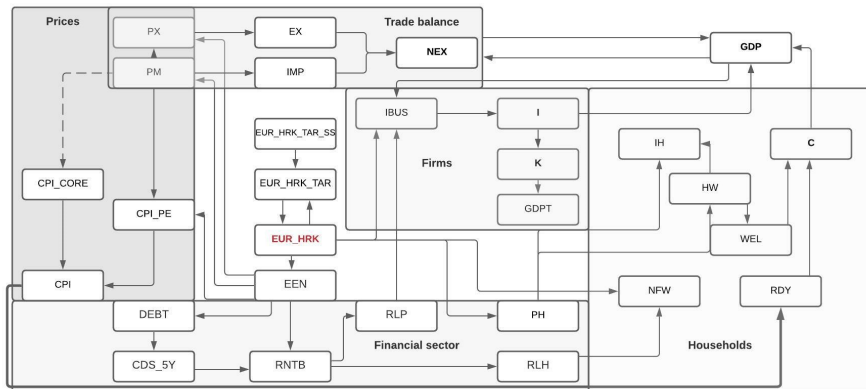 Prices
Trade balance
PX
EX
NEX
GDP
PM
IMP
IBUS
I
EUR_HRK_TAR_SS
Firms
IH
C
K
CPI_CORE
EUR_HRK_TAR
HW
CPI_PE
GDPT
EUR_HRK
WEL
CPI
EEN
NFW
RDY
DEBT
RLP
PH
Financial sector
Households
CDS_5Y
RNTB
RLH